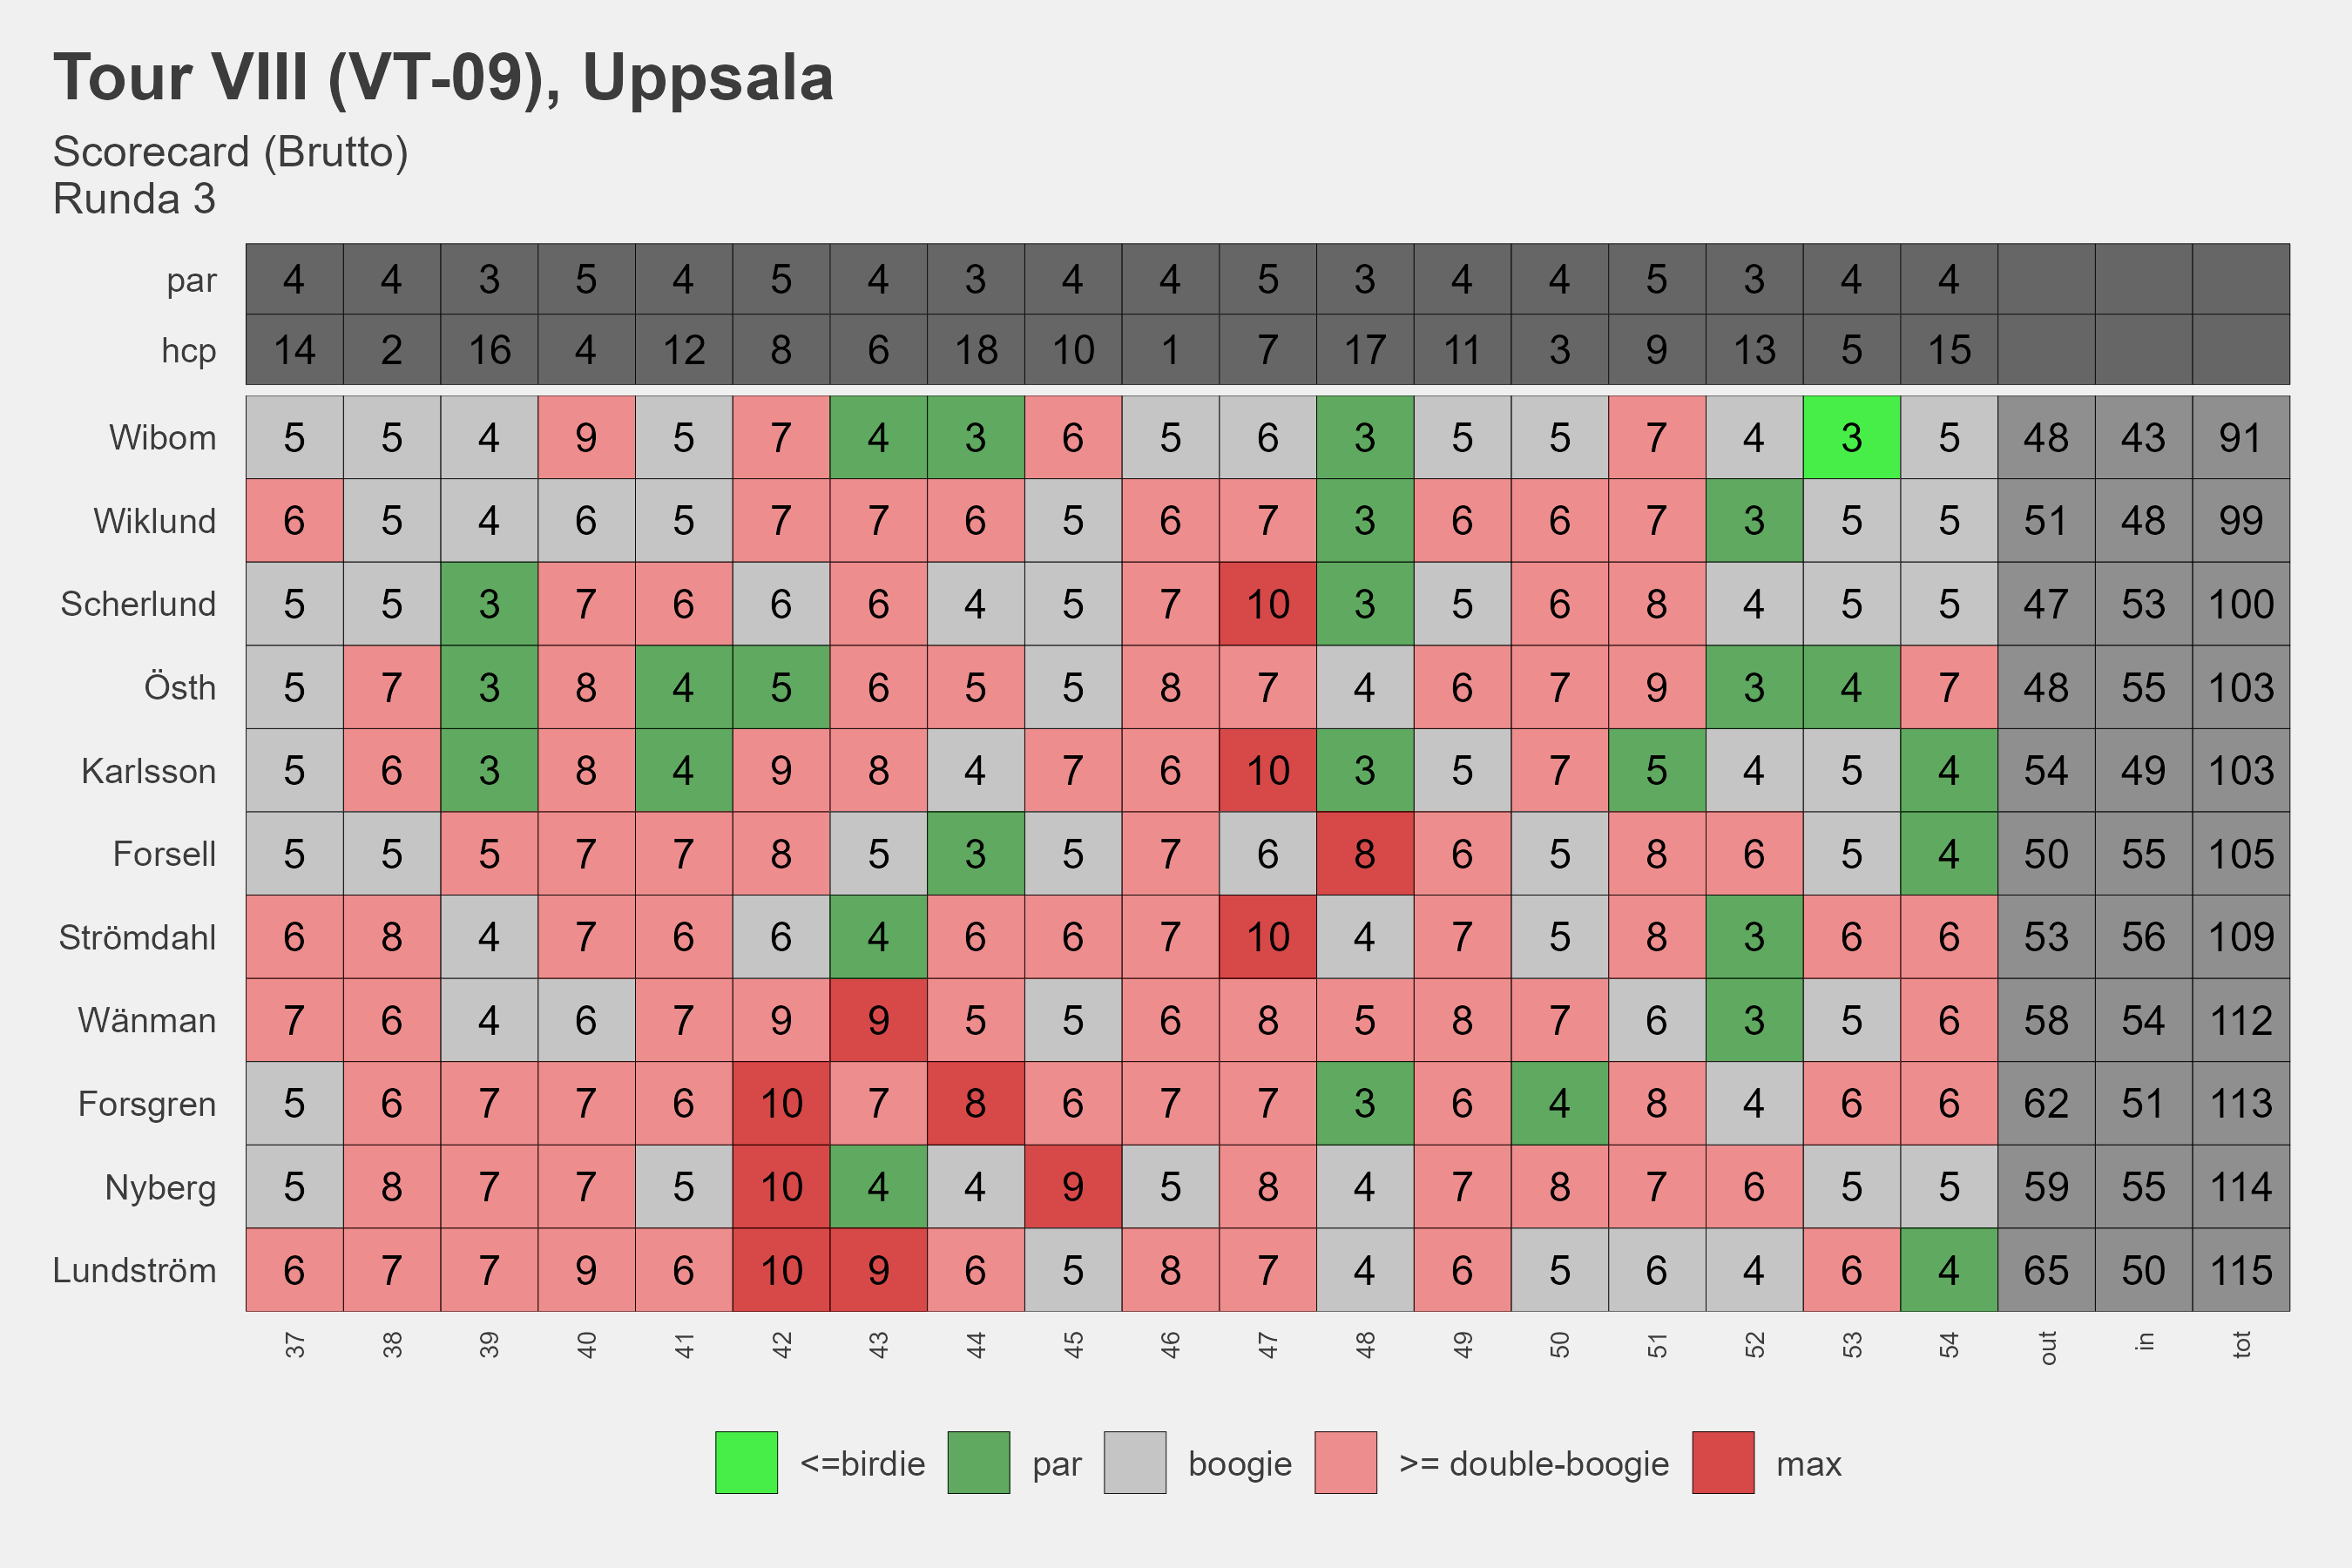 Tour VIII (VT-09), Uppsala
Scorecard (Brutto)
Runda 3
par 4 4 3 5 4 5 4 3 4 4 5 3 4 4 5 3 4 4
hcp 14 2 16 4 12 8 6 18 10 1 7 17 11 3 9 13 5 15
Wibom 5 5 4 9 5 7 4 3 6 5 6 3 5 5 7 4 3 5 48 43 91
Wiklund 6 5 4 6 5 7 7 6 5 6 7 3 6 6 7 3 5 5 51 48 99
Scherlund 5 5 3 7 6 6 6 4 5 7 10 3 5 6 8 4 5 5 47 53 100
Östh 5 7 3 8 4 5 6 5 5 8 7 4 6 7 9 3 4 7 48 55 103
Karlsson 5 6 3 8 4 9 8 4 7 6 10 3 5 7 5 4 5 4 54 49 103
Forsell 5 5 5 7 7 8 5 3 5 7 6 8 6 5 8 6 5 4 50 55 105
Strömdahl 6 8 4 7 6 6 4 6 6 7 10 4 7 5 8 3 6 6 53 56 109
Wänman 7 6 4 6 7 9 9 5 5 6 8 5 8 7 6 3 5 6 58 54 112
Forsgren 5 6 7 7 6 10 7 8 6 7 7 3 6 4 8 4 6 6 62 51 113
Nyberg 5 8 7 7 5 10 4 4 9 5 8 4 7 8 7 6 5 5 59 55 114
Lundström 6 7 7 9 6 10 9 6 5 8 7 4 6 5 6 4 6 4 65 50 115
37 38 39 40 41 42 43 44 45 46 47 48 49 50 51 52 53 54 out in tot
<=birdie par boogie >= double-boogie max